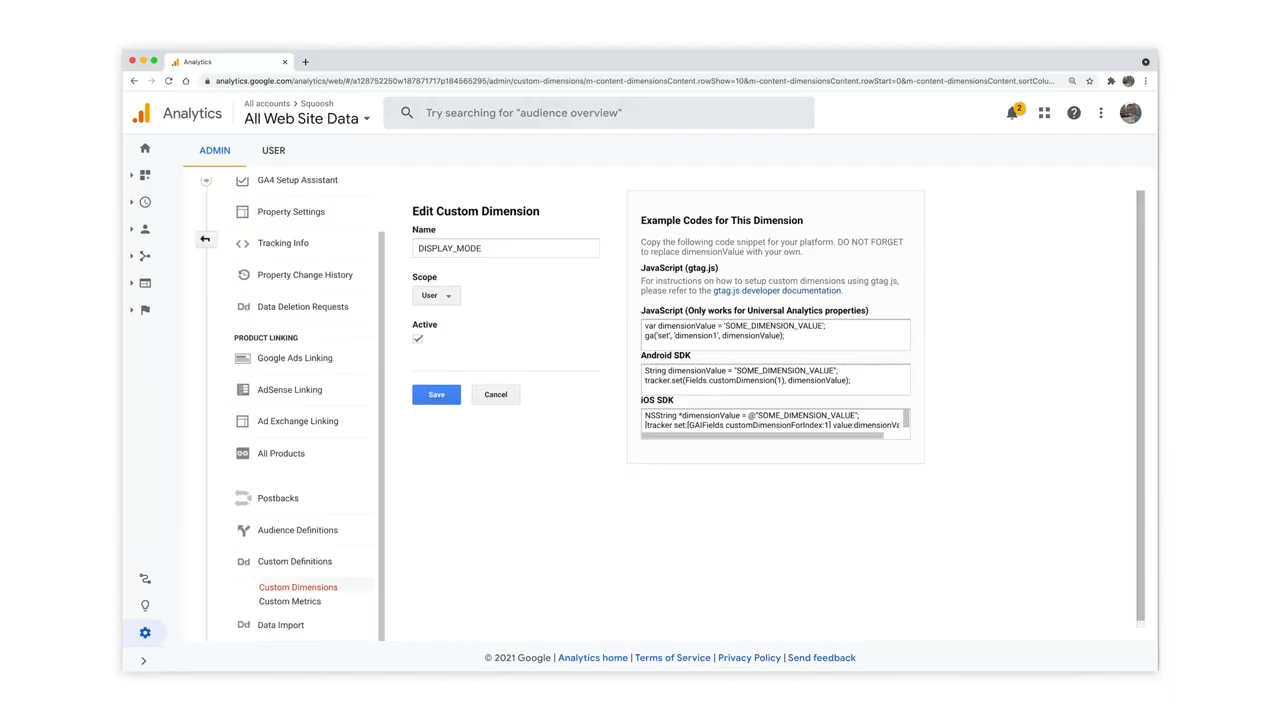 Analytics
analytics.google.com/analytics/web/#/a128752250w187871717p184565295/admin/custom-dimensions/m-content-dimensionsContent.rowShow=10&m-content-dimensionsContent.rowStart=0&m-content-dimensionsContent.sortColu...
Analytics
All accounts > Squoosh
All Web Site Data
Try searching for "audience overview"
2
ADMIN
USER
GA4 Setup Assistant
Property Settings
Tracking Info
Property Change History
Dd Data Deletion Requests
PRODUCT LINKING
Google Ads Linking
AdSense Linking
Ad Exchange Linking
All Products
Postbacks
Audience Definitions
Dd Custom Definitions
Custom Dimensions
Custom Metrics
Dd Data Import
Edit Custom Dimension
Name
DISPLAY_MODE
Scope
User
Active
Save
Cancel
Example Codes for This Dimension
Copy the following code snippet for your platform. DO NOT FORGET
to replace dimensionValue with your own.
JavaScript (gtag.js)
For instructions on how to setup custom dimensions using gtag.js,
please refer to the gtag.js developer documentation.
JavaScript (Only works for Universal Analytics properties)
var dimensionValue = 'SOME_DIMENSION_VALUE';
ga('set', 'dimension1', dimensionValue);
Android SDK
String dimensionValue = "SOME_DIMENSION_VALUE";
tracker.set(Fields.customDimension(1), dimensionValue);
iOS SDK
NSString *dimensionValue = @"SOME_DIMENSION_VALUE";
[tracker set:[GAIFields customDimensionForIndex:1] value:dimensionVa
© 2021 Google | Analytics home | Terms of Service | Privacy Policy | Send feedback